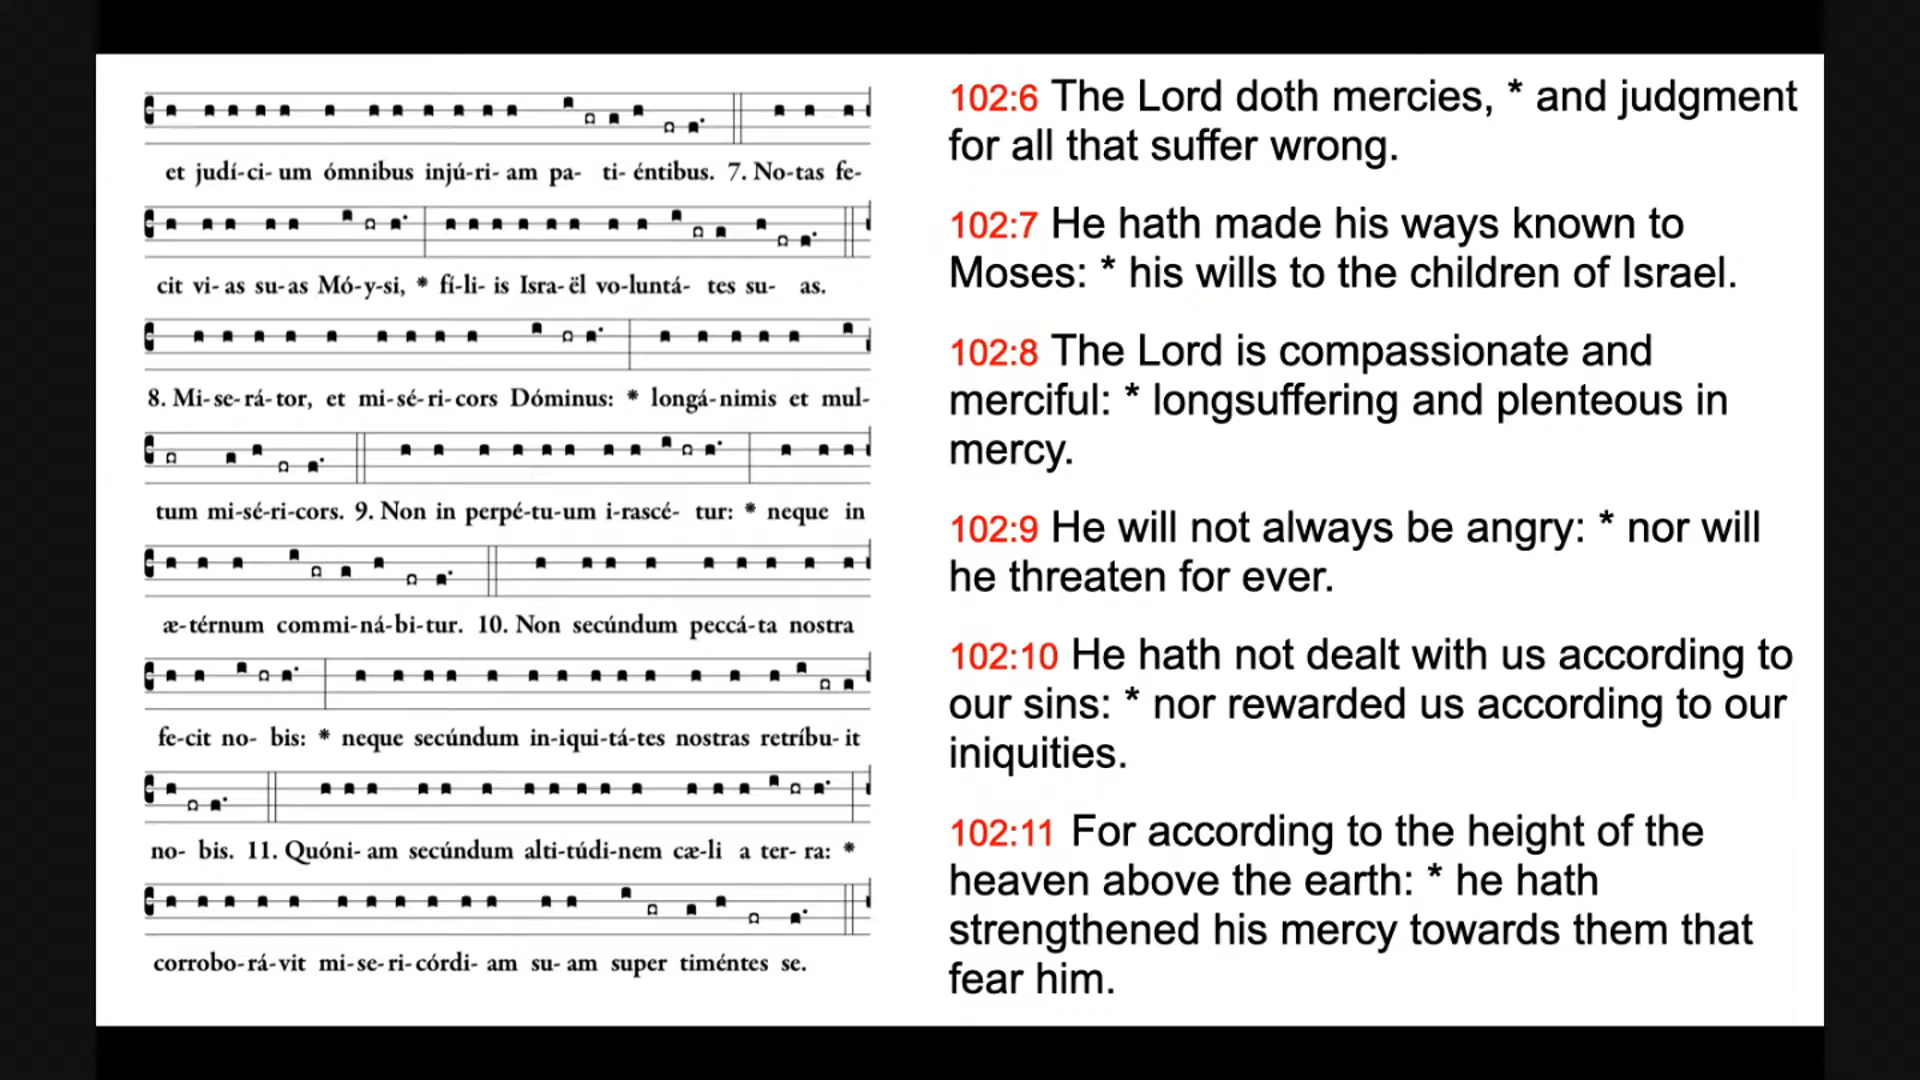 et judí-ci-um ómnibus injúri-am pa-ti-éntibus. 7. No-tas fe-
cit vi-as su-as Mó-y-si, * fí-li-is Isra-ël vo-luntá-tes su-as.
8. Mi-se-rá-tor, et mi-sé-ri-cors Dóminus: * longá-nimis et mul-
tum mi-sé-ri-cors. 9. Non in perpé-tu-um i-rascé-tur: * neque in
æ-térnum commi-ná-bi-tur. 10. Non secúndum peccá-ta nostra
fe-cit no-bis: * neque secúndum in-iqui-tá-tes nostras retríbu-it
no-bis. 11. Quóni-am secúndum alti-túdi-nem cæ-li a ter-ra: *
corrobo-rá-vit mi-se-ri-córdi-am su-am super timéntes se.
102:6 The Lord doth mercies, * and judgment
for all that suffer wrong.
102:7 He hath made his ways known to
Moses: * his wills to the children of Israel.
102:8 The Lord is compassionate and
merciful: * longsuffering and plenteous in
mercy.
102:9 He will not always be angry: * nor will
he threaten for ever.
102:10 He hath not dealt with us according to
our sins: * nor rewarded us according to our
iniquities.
102:11 For according to the height of the
heaven above the earth: * he hath
strengthened his mercy towards them that
fear him.